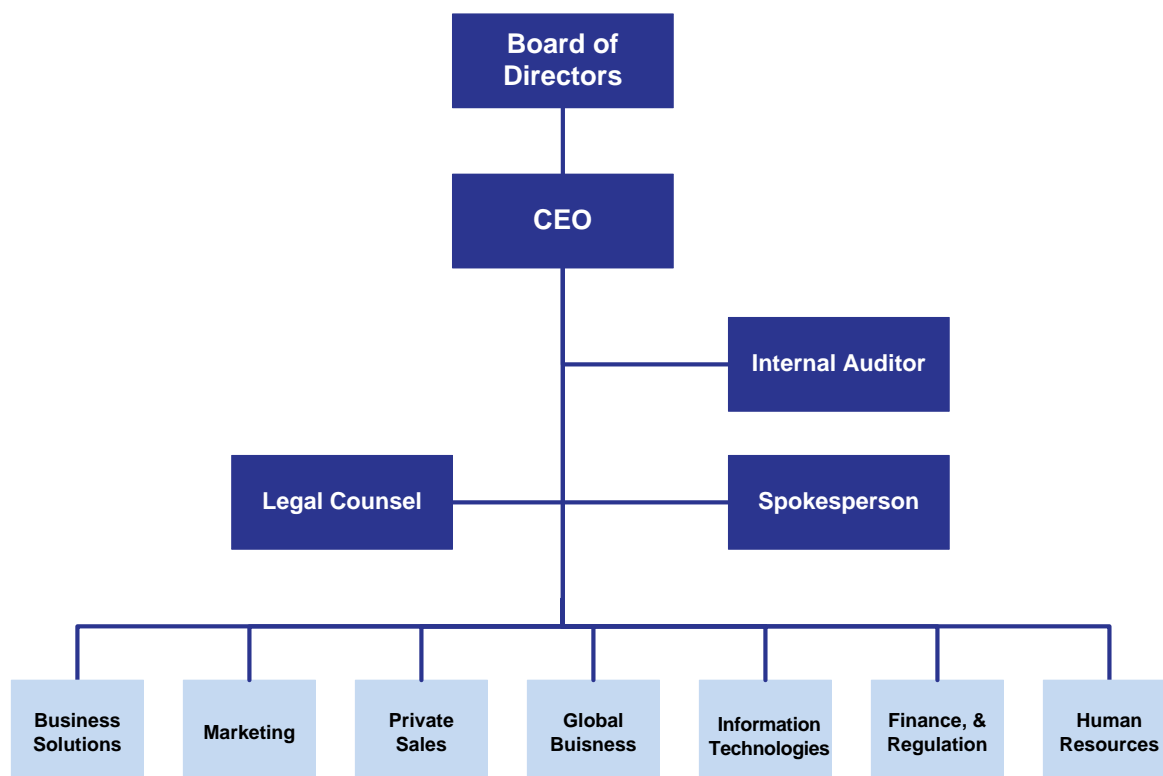 Board of
Directors
CEO
Internal Auditor
Legal Counsel
Spokesperson
Business
Solutions
Marketing
Private
Sales
Global
Buisness
Information
Technologies
Finance, &
Regulation
Human
Resources